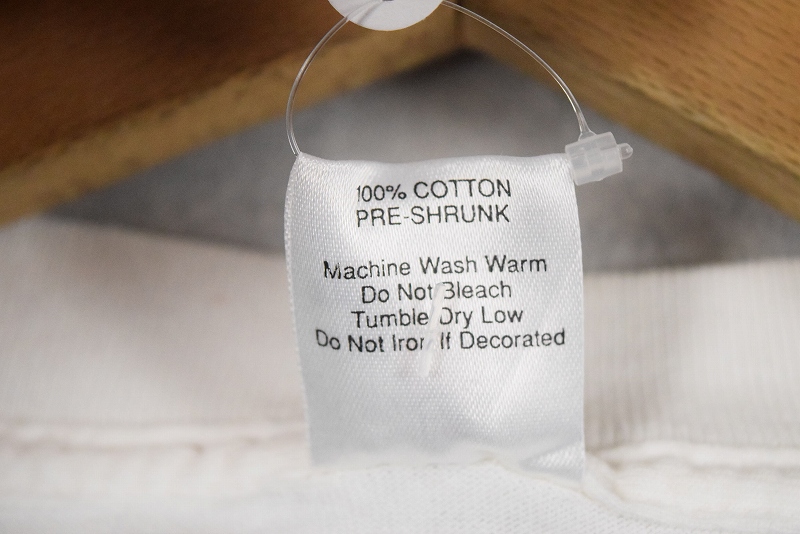 100% COTTON
PRE-SHRUNK
Machine Wash Warm
Do Not Bleach
Tumble Dry Low
Do Not Iron If Decorated